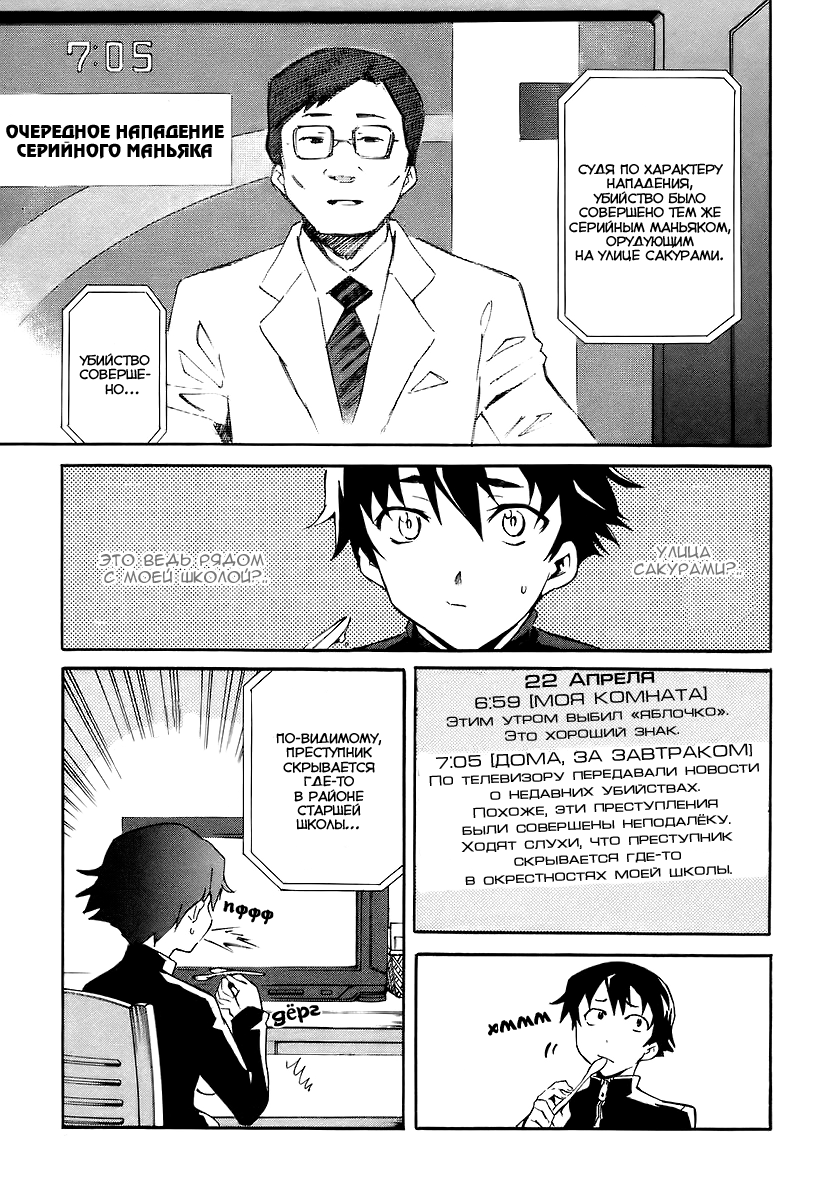 7:05
ОЧЕРЕДНОЕ НАПАДЕНИЕ
СЕРИЙНОГО МАНЬЯКА
СУДЯ ПО ХАРАКТЕРУ
НАПАДЕНИЯ,
УБИЙСТВО БЫЛО
СОВЕРШЕНО ТЕМ ЖЕ
СЕРИЙНЫМ МАНЬЯКОМ,
ОРУДУЮЩИМ
НА УЛИЦЕ САКУРАМИ.
УБИЙСТВО
СОВЕРШЕ-
НО...
УЛИЦА
САКУРАМИ?..
ЭТО ВЕДЬ РЯДОМ
С МОЕЙ ШКОЛОЙ?..
ПО-ВИДИМОМУ,
ПРЕСТУПНИК
СКРЫВАЕТСЯ
ГДЕ-ТО
В РАЙОНЕ
СТАРШЕЙ
ШКОЛЫ...
пффф
дёрг
22 АПРЕЛЯ
6:59 [МОЯ КОМНАТА]
ЭТИМ УТРОМ ВЫБИЛ «ЯБЛОЧКО».
ЭТО ХОРОШИЙ ЗНАК.
7:05 [ДОМА, ЗА ЗАВТРАКОМ]
ПО ТЕЛЕВИЗОРУ ПЕРЕДАВАЛИ НОВОСТИ
О НЕДАВНИХ УБИЙСТВАХ.
ПОХОЖЕ, ЭТИ ПРЕСТУПЛЕНИЯ
БЫЛИ СОВЕРШЕНЫ НЕПОДАЛЁКУ.
ХОДЯТ СЛУХИ, ЧТО ПРЕСТУПНИК
СКРЫВАЕТСЯ ГДЕ-ТО
В ОКРЕСТНОСТЯХ МОЕЙ ШКОЛЫ.
хммм